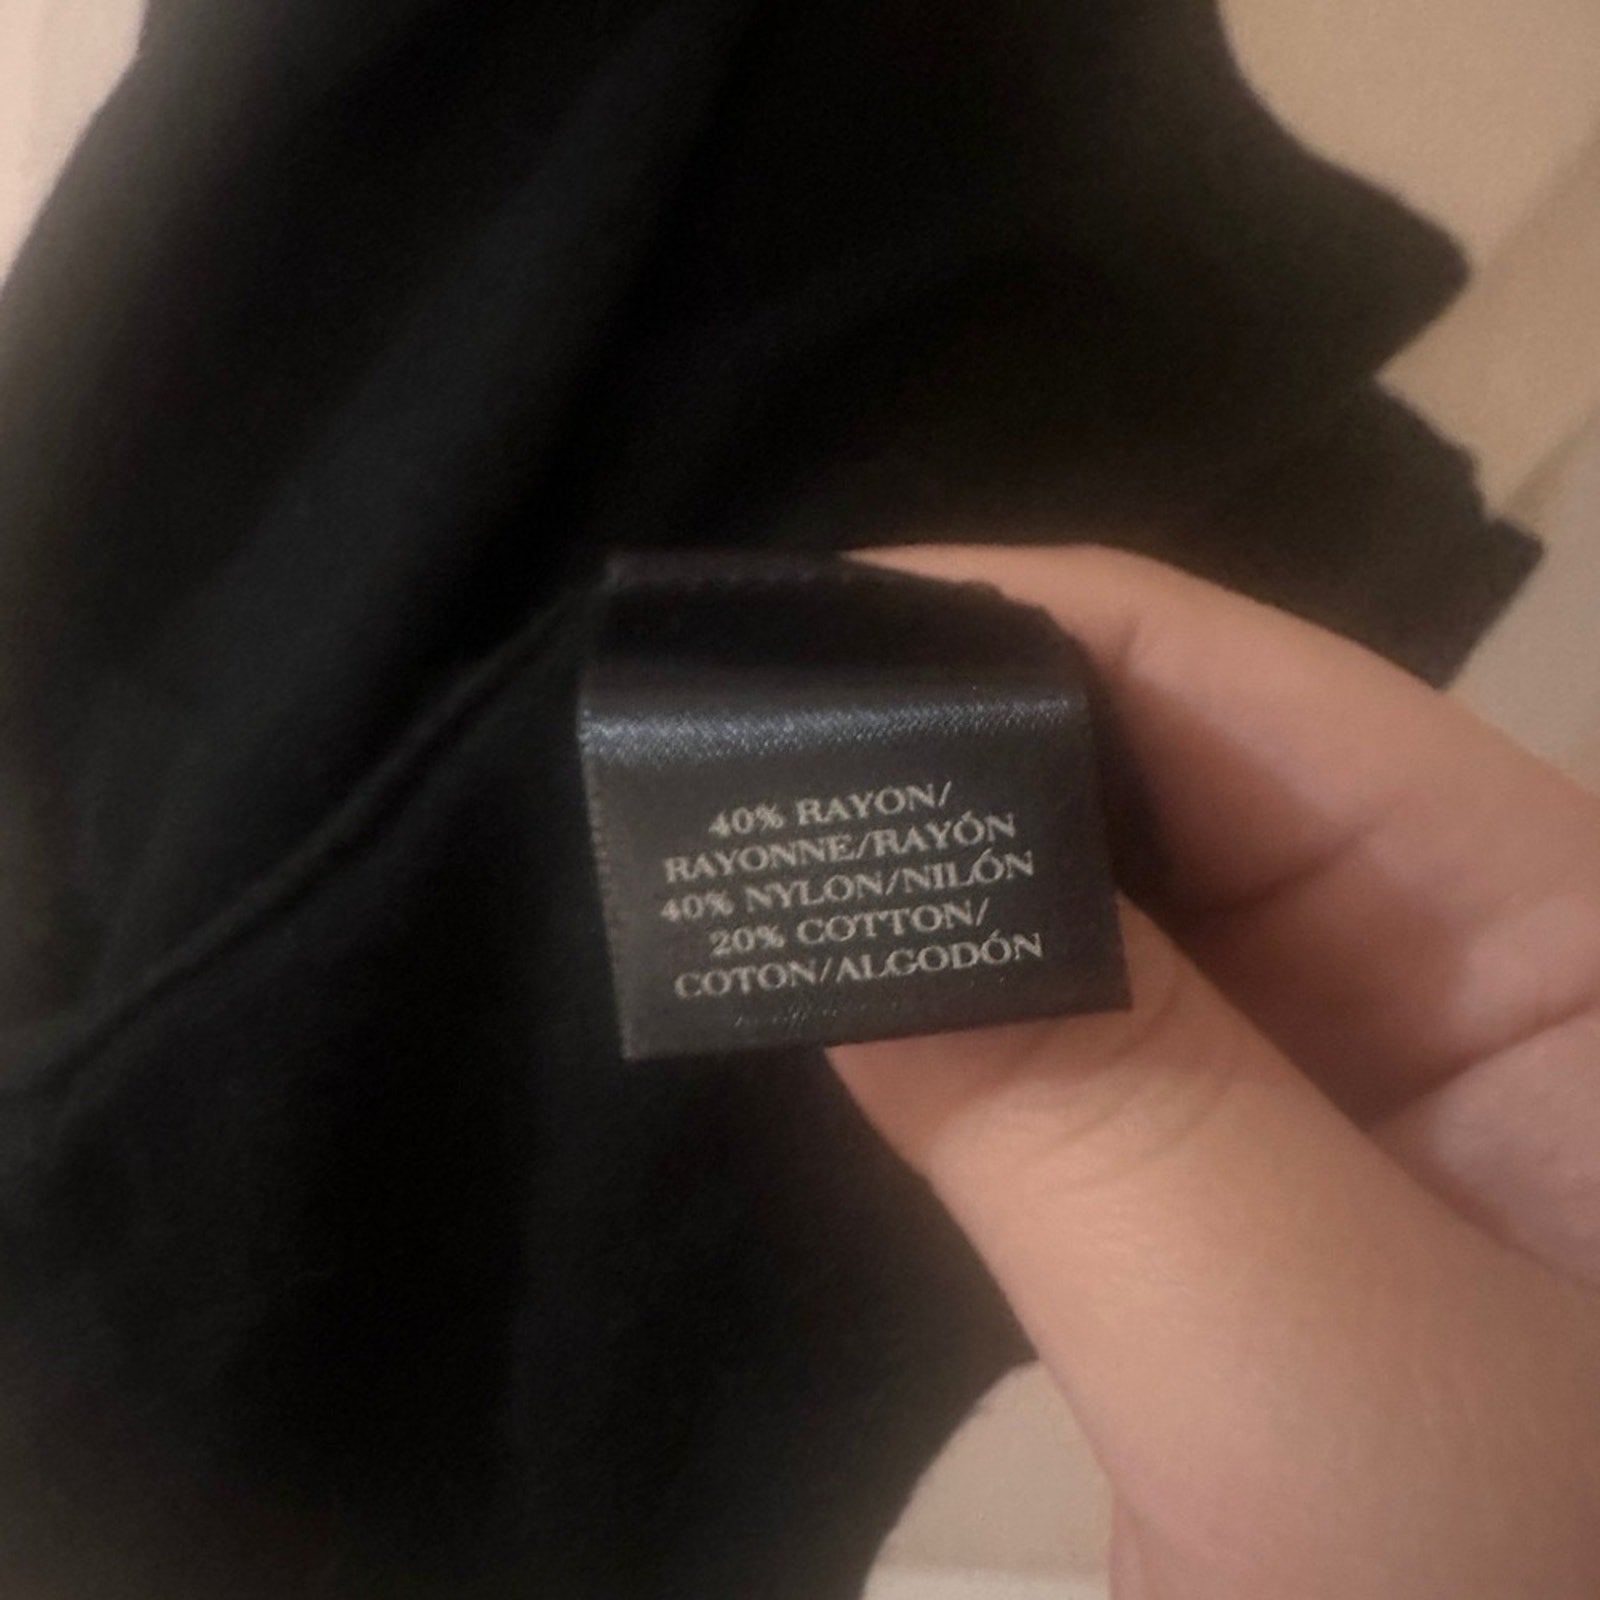 40% RAYON/
RAYONNE/RAYÓN
40% NYLON/NILÓN
20% COTTON/
COTON/ALGODÓN